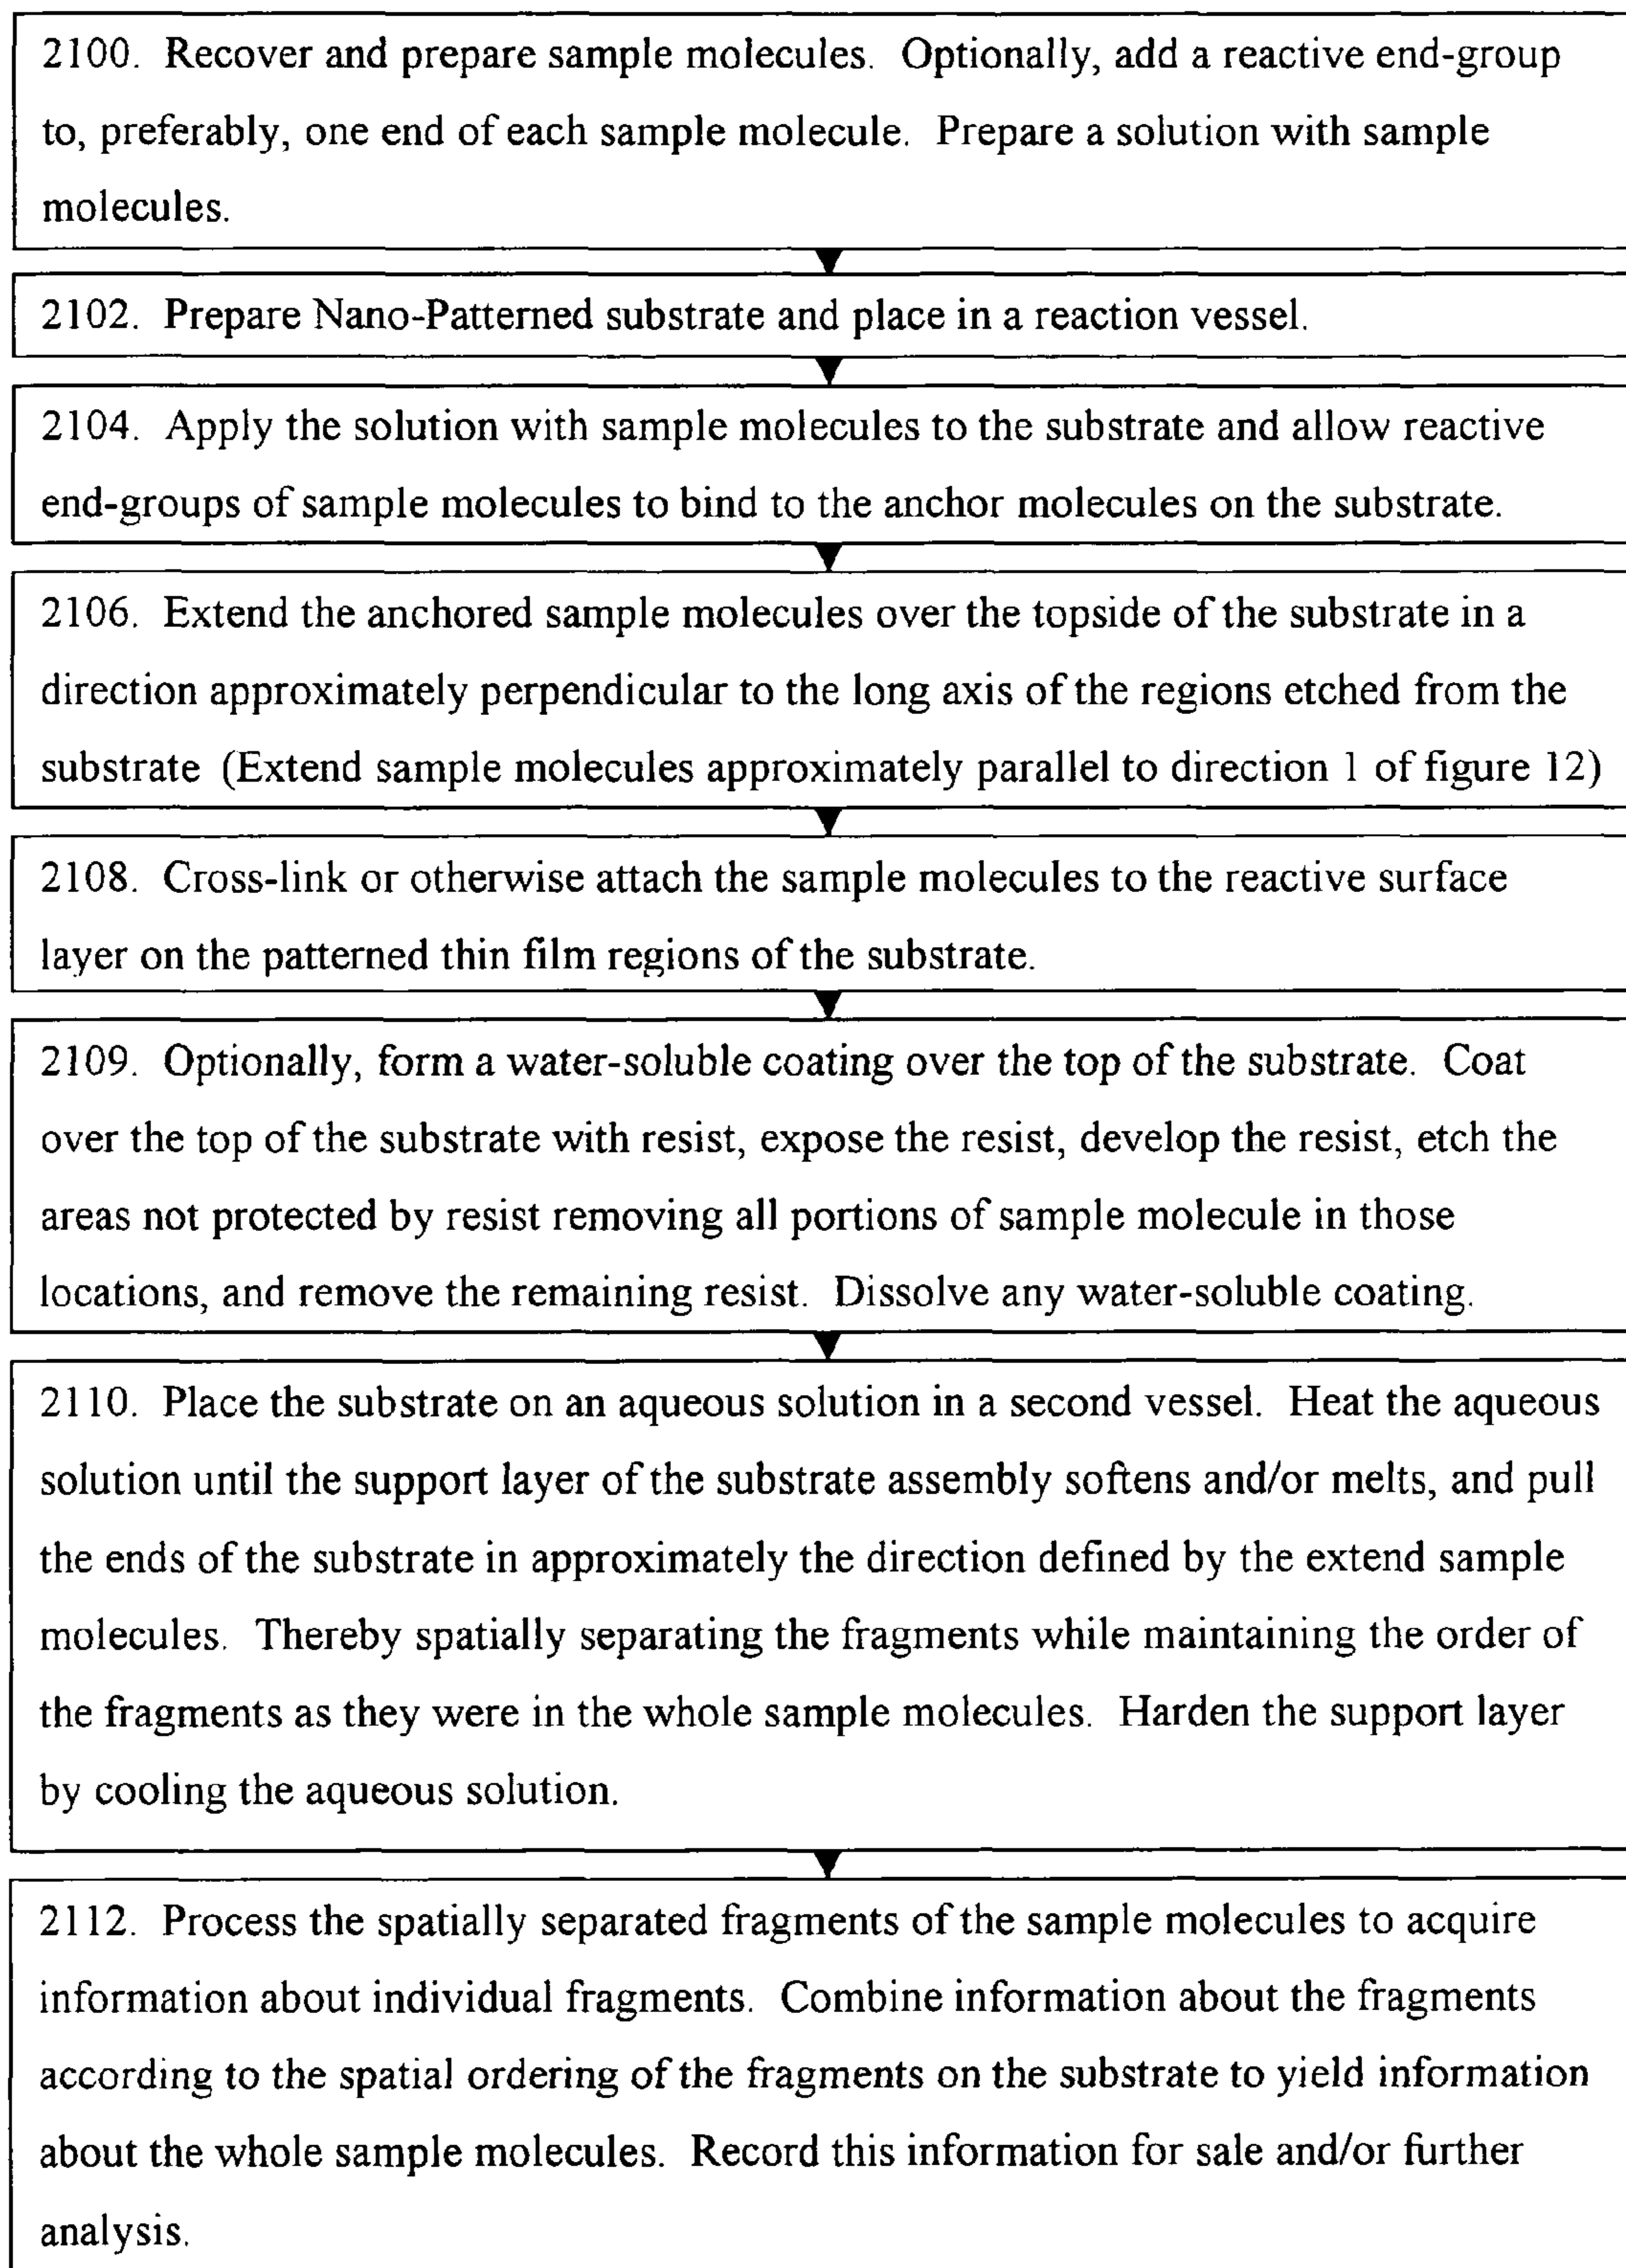 2100. Recover and prepare sample molecules. Optionally, add a reactive end-group
to, preferably, one end of each sample molecule. Prepare a solution with sample
molecules.
2102. Prepare Nano-Patterned substrate and place in a reaction vessel.
2104. Apply the solution with sample molecules to the substrate and allow reactive
end-groups of sample molecules to bind to the anchor molecules on the substrate.
2106. Extend the anchored sample molecules over the topside of the substrate in a
direction approximately perpendicular to the long axis of the regions etched from the
substrate (Extend sample molecules approximately parallel to direction 1 of figure 12)
2108. Cross-link or otherwise attach the sample molecules to the reactive surface
layer on the patterned thin film regions of the substrate.
2109. Optionally, form a water-soluble coating over the top of the substrate. Coat
over the top of the substrate with resist, expose the resist, develop the resist, etch the
areas not protected by resist removing all portions of sample molecule in those
locations, and remove the remaining resist. Dissolve any water-soluble coating.
2110. Place the substrate on an aqueous solution in a second vessel. Heat the aqueous
solution until the support layer of the substrate assembly softens and/or melts, and pull
the ends of the substrate in approximately the direction defined by the extend sample
molecules. Thereby spatially separating the fragments while maintaining the order of
the fragments as they were in the whole sample molecules. Harden the support layer
by cooling the aqueous solution.
2112. Process the spatially separated fragments of the sample molecules to acquire
information about individual fragments. Combine information about the fragments
according to the spatial ordering of the fragments on the substrate to yield information
about the whole sample molecules. Record this information for sale and/or further
analysis.